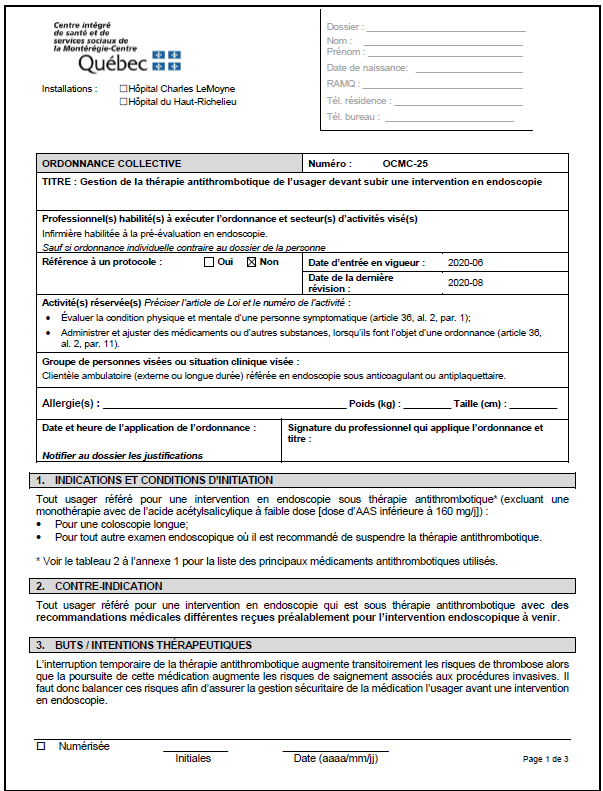 Centre intégré
de santé et de
services sociaux de
la Montérégie-Centre
Québec
Installations : ☐Hôpital Charles LeMoyne
☐Hôpital du Haut-Richelieu
Dossier :
Nom :
Prénom :
Date de naissance:
RAMQ :
Tél. résidence :
Tél. bureau :
ORDONNANCE COLLECTIVE Numéro : OCMC-25
TITRE : Gestion de la thérapie antithrombotique de l'usager devant subir une intervention en endoscopie
Professionnel(s) habilité(s) à exécuter l'ordonnance et secteur(s) d'activités visé(s)
Infirmière habilitée à la pré-évaluation en endoscopie.
Sauf si ordonnance individuelle contraire au dossier de la personne
Référence à un protocole : ☐ Oui ☒ Non
Date d'entrée en vigueur : 2020-06
Date de la dernière
révision : 2020-08
Activité(s) réservée(s) Préciser l'article de Loi et le numéro de l'activité :
• Évaluer la condition physique et mentale d'une personne symptomatique (article 36, al. 2, par. 1);
• Administrer et ajuster des médicaments ou d'autres substances, lorsqu'ils font l'objet d'une ordonnance (article 36,
al. 2, par. 11).
Groupe de personnes visées ou situation clinique visée :
Clientèle ambulatoire (externe ou longue durée) référée en endoscopie sous anticoagulant ou antiplaquettaire.
Allergie(s) : Poids (kg) : Taille (cm) :
Date et heure de l'application de l'ordonnance :
Notifier au dossier les justifications
Signature du professionnel qui applique l'ordonnance et
titre :
1. INDICATIONS ET CONDITIONS D'INITIATION
Tout usager référé pour une intervention en endoscopie sous thérapie antithrombotique* (excluant une
monothérapie avec de l'acide acétylsalicylique à faible dose [dose d'AAS inférieure à 160 mg/j]) :
• Pour une coloscopie longue;
• Pour tout autre examen endoscopique où il est recommandé de suspendre la thérapie antithrombotique.
* Voir le tableau 2 à l'annexe 1 pour la liste des principaux médicaments antithrombotiques utilisés.
2. CONTRE-INDICATION
Tout usager référé pour une intervention en endoscopie qui est sous thérapie antithrombotique avec des
recommandations médicales différentes reçues préalablement pour l'intervention endoscopique à venir.
3. BUTS / INTENTIONS THÉRAPEUTIQUES
L'interruption temporaire de la thérapie antithrombotique augmente transitoirement les risques de thrombose alors
que la poursuite de cette médication augmente les risques de saignement associés aux procédures invasives. Il
faut donc balancer ces risques afin d'assurer la gestion sécuritaire de la médication l'usager avant une intervention
en endoscopie.
☐ Numérisée
Initiales
Date (aaaa/mm/jj)
Page 1 de 3